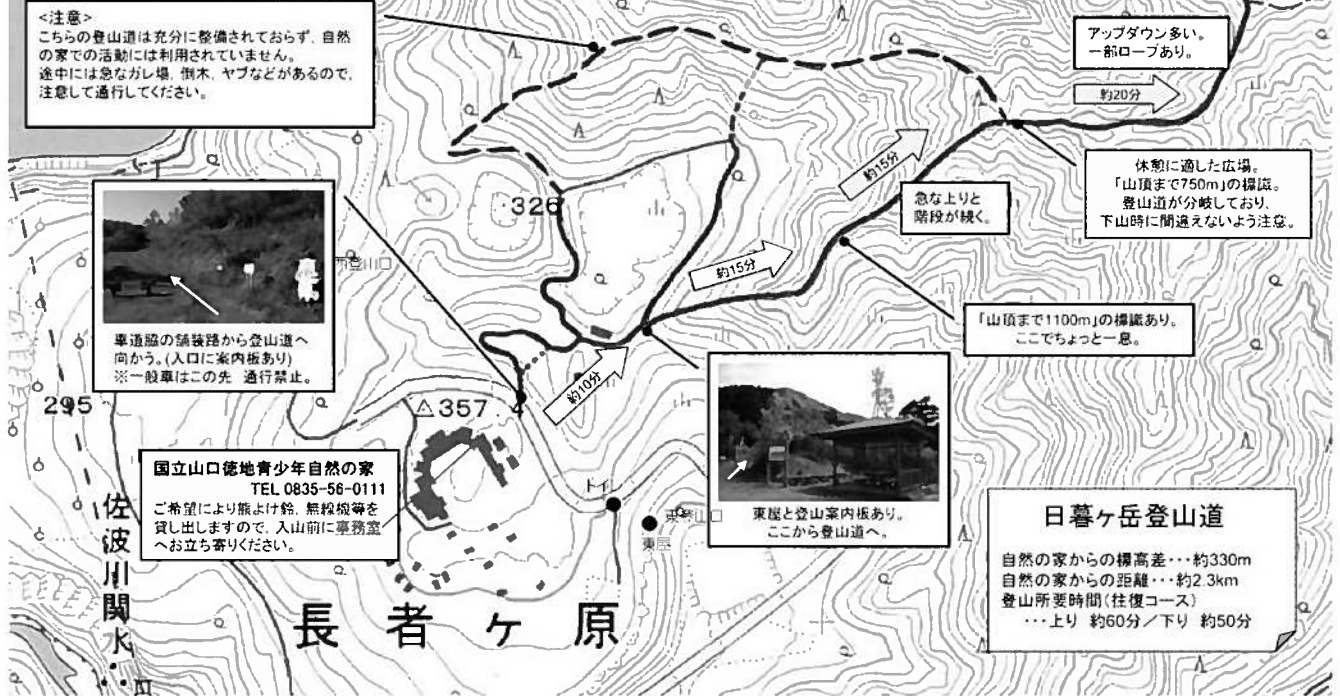 <注意>
こちらの登山道は充分に整備されておらず、自然
の家での活動には利用されていません。
途中には急なガレ場、倒木、ヤブなどがあるので、
注意して通行してください。
アップダウン多い。
一部ロープあり。
約20分
休憩に適した広場。
「山頂まで750m」の標識。
登山道が分岐しており、
下山時に間違えないよう注意。
約15分
急な上りと
階段が続く。
326
約15分
「山頂まで1100m」の標識あり。
ここでちょっと一息。
西登山口
車道脇の舗装路から登山道へ
向かう。(入口に案内板あり)
※一般車はこの先 通行禁止。
約10分
295
△357.4
国立山口徳地青少年自然の家
TEL 0835-56-0111
ご希望により熊よけ鈴、無線機等を
貸し出しますので、入山前に事務室
へお立ち寄りください。
トイレ
東登山口
東屋
東屋と登山案内板あり。
ここから登山道へ。
佐波川関水
長者ヶ原
日暮ヶ岳登山道
自然の家からの標高差・・・約330m
自然の家からの距離・・・約2.3km
登山所要時間(往復コース)
・・・上り 約60分/下り 約50分